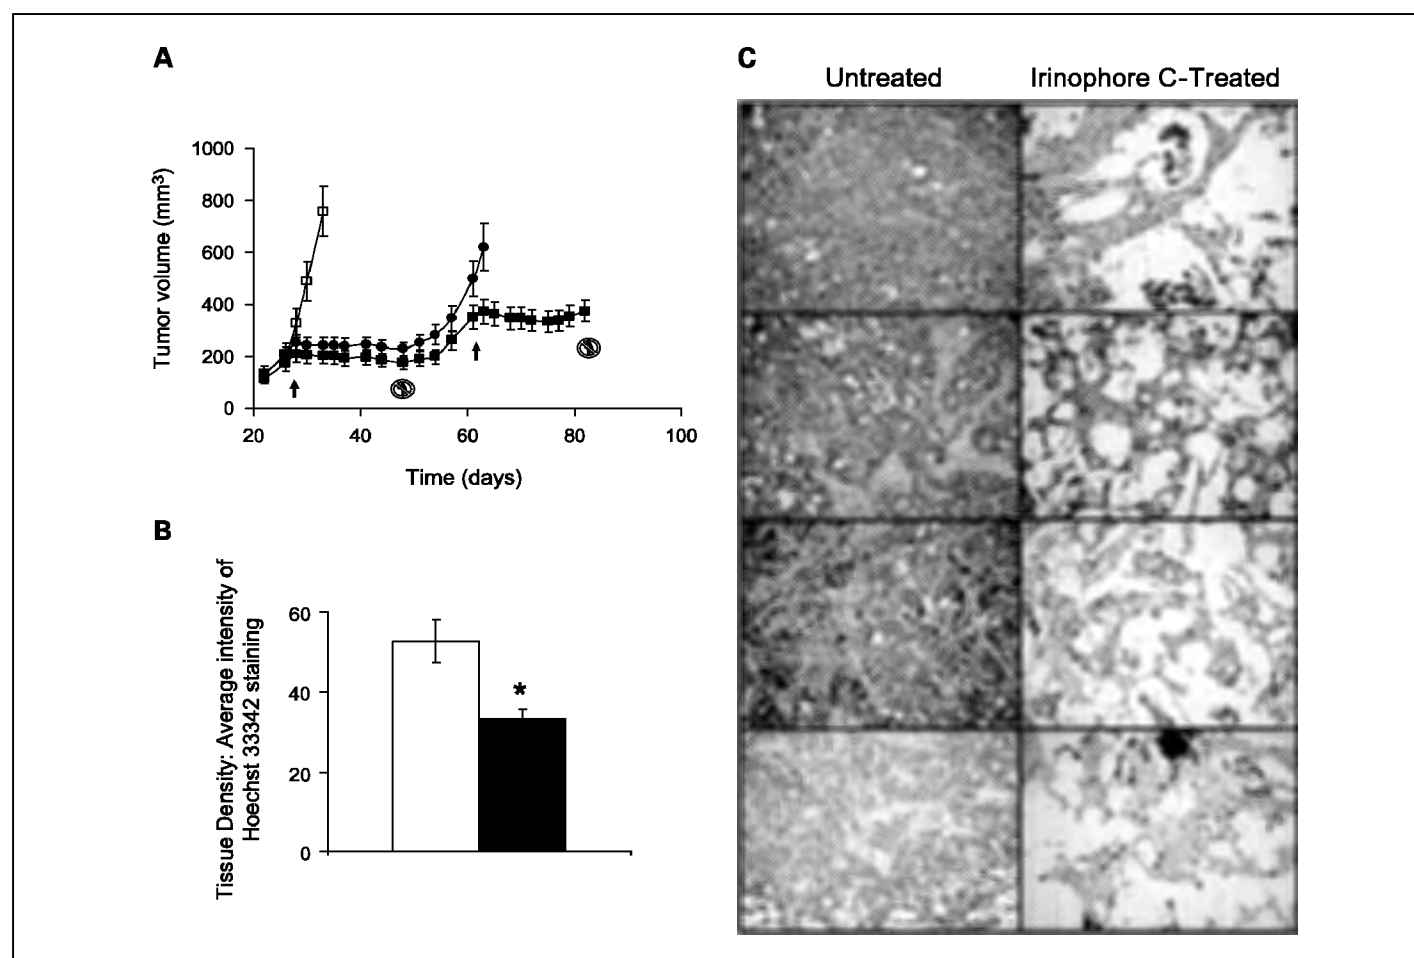 A
1000
800
600
400
200
0
20 40 60 80 100
Tumor volume (mm3)
Time (days)
B
60
40
20
0
Tissue Density: Average intensity of
Hoechst 33342 staining
*
C
Untreated Irinophore C-Treated